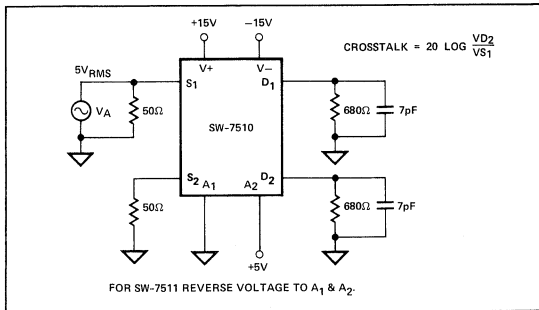 +15V
−15V
CROSSTALK = 20 LOG VD2
VS1
V+
V−
5VRMS
S1
D1
VA
50Ω
680Ω
7pF
SW-7510
S2
A1
A2
D2
50Ω
680Ω
7pF
+5V
FOR SW-7511 REVERSE VOLTAGE TO A1 & A2.